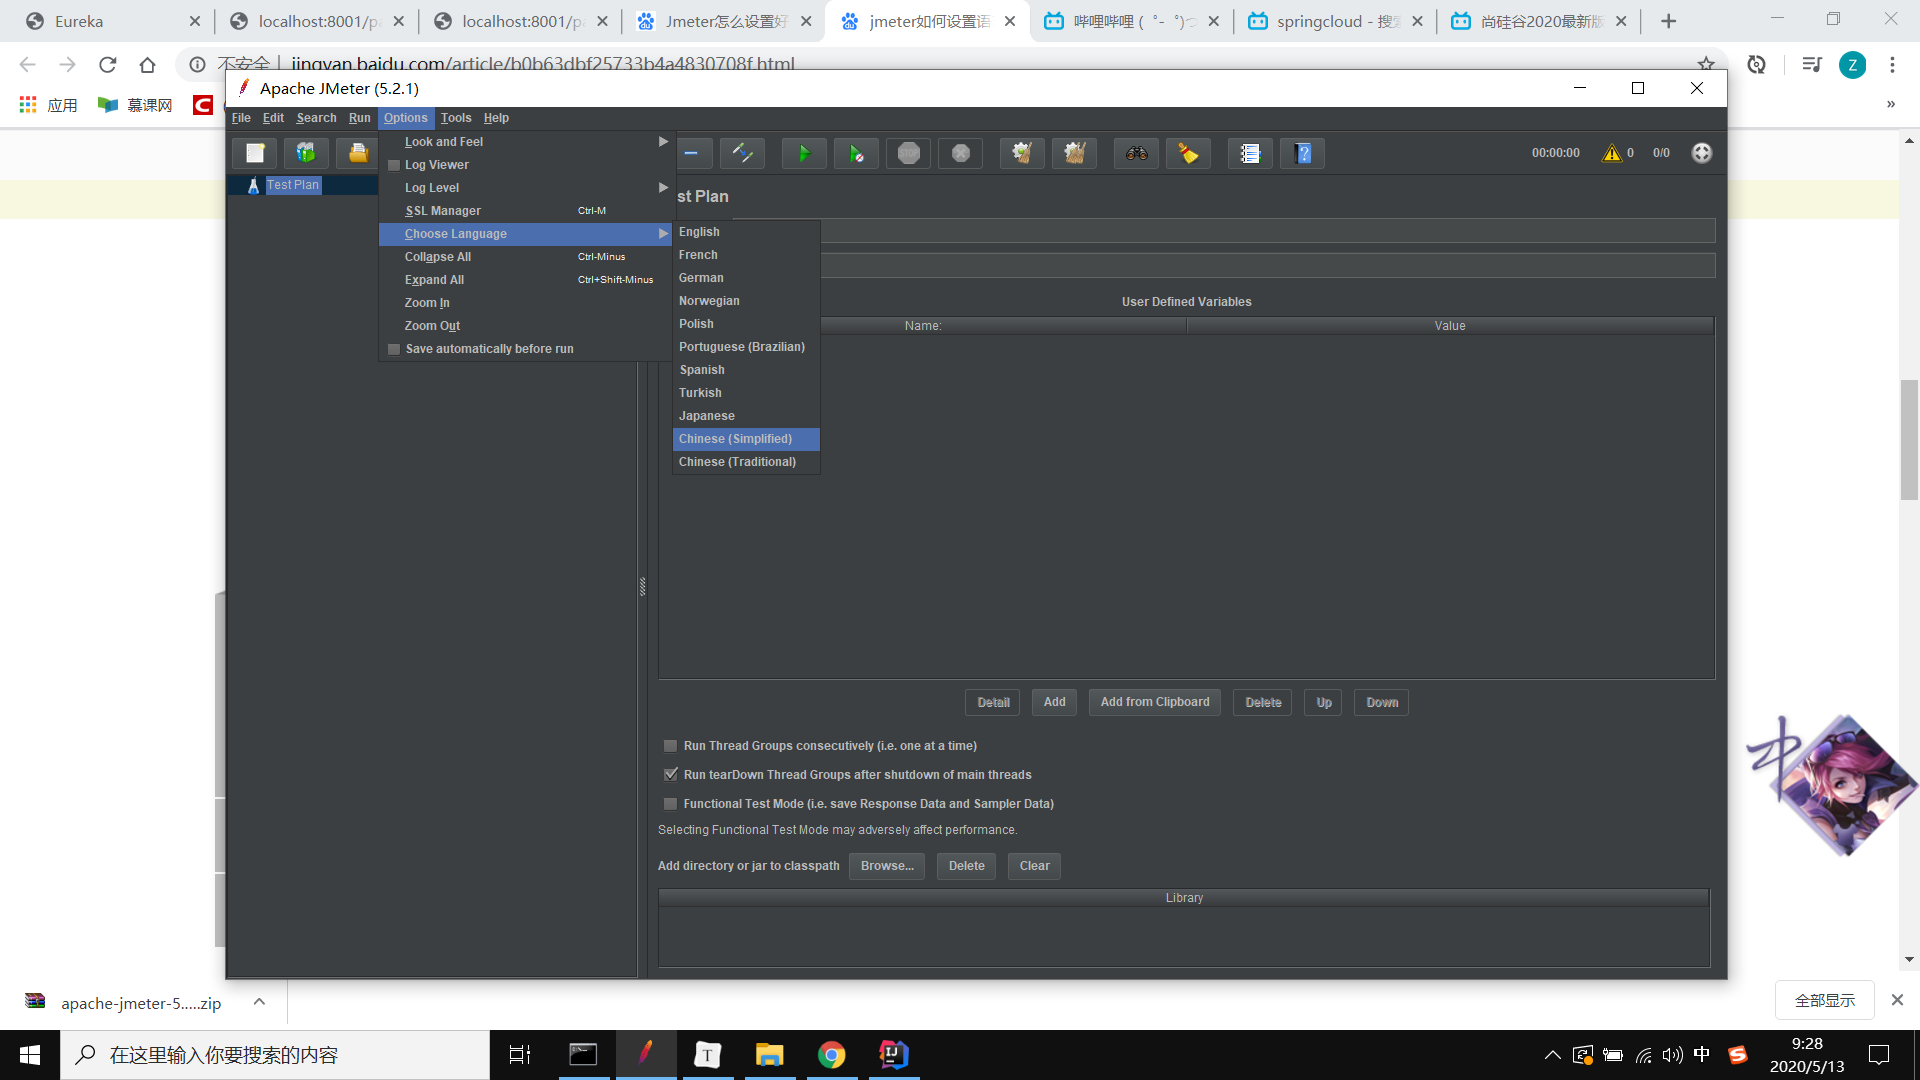 Eureka
localhost:8001/pa
localhost:8001/pa
Jmeter怎么设置好
jmeter如何设置语
哔哩哔哩 ( ゜- ゜)つ
springcloud - 搜索
尚硅谷2020最新版
不安全
jingyan.baidu.com/article/b0b63dbf25733b4a4830708f.html
Z
应用
慕课网
C
»
Apache JMeter (5.2.1)
File Edit Search Run Options Tools Help
STOP
00:00:00
0
0/0
Look and Feel
Log Viewer
Log Level
SSL Manager Ctrl-M
Choose Language
Collapse All Ctrl-Minus
Expand All Ctrl+Shift-Minus
Zoom In
Zoom Out
Save automatically before run
English
French
German
Norwegian
Polish
Portuguese (Brazilian)
Spanish
Turkish
Japanese
Chinese (Simplified)
Chinese (Traditional)
Test Plan
st Plan
User Defined Variables
Name: Value
Detail Add Add from Clipboard Delete Up Down
Run Thread Groups consecutively (i.e. one at a time)
Run tearDown Thread Groups after shutdown of main threads
Functional Test Mode (i.e. save Response Data and Sampler Data)
Selecting Functional Test Mode may adversely affect performance.
Add directory or jar to classpath Browse... Delete Clear
Library
中
apache-jmeter-5.....zip
全部显示
在这里输入你要搜索的内容
T
IJ
中
S
9:28
2020/5/13